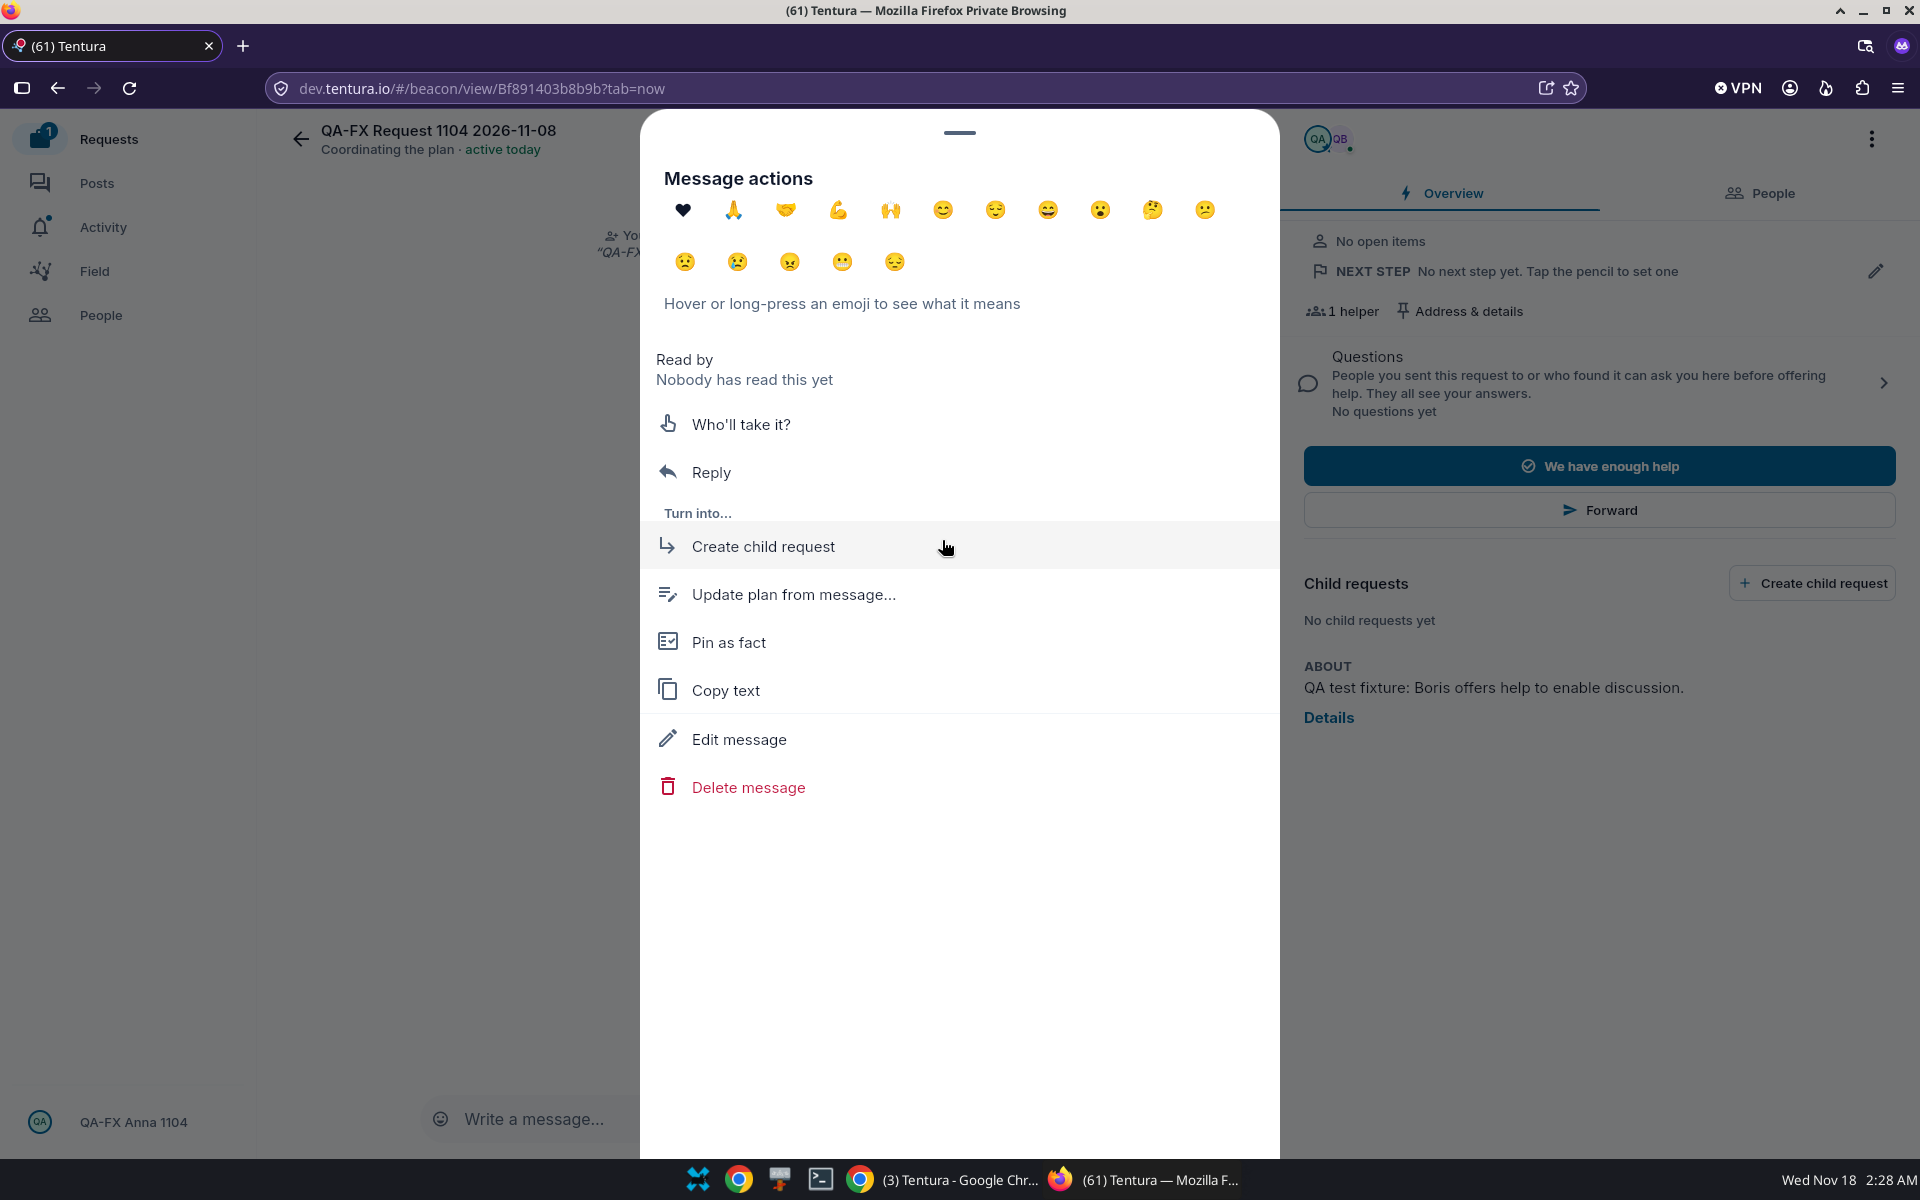 (61) Tentura — Mozilla Firefox Private Browsing
(61) Tentura
dev.tentura.io/#/beacon/view/Bf891403b8b9b?tab=now
VPN
1
Requests
Posts
Activity
Field
People
QA
QA-FX Anna 1104
QA-FX Request 1104 2026-11-08
Coordinating the plan · active today
You
“QA-FX
Write a message...
Message actions
Hover or long-press an emoji to see what it means
Read by
Nobody has read this yet
Who'll take it?
Reply
Turn into...
Create child request
Update plan from message...
Pin as fact
Copy text
Edit message
Delete message
QA QB
Overview
People
No open items
NEXT STEP No next step yet. Tap the pencil to set one
1 helper
Address & details
Questions
People you sent this request to or who found it can ask you here before offering
help. They all see your answers.
No questions yet
We have enough help
Forward
Child requests
Create child request
No child requests yet
ABOUT
QA test fixture: Boris offers help to enable discussion.
Details
(3) Tentura - Google Chr...
(61) Tentura — Mozilla F...
Wed Nov 18 2:28 AM